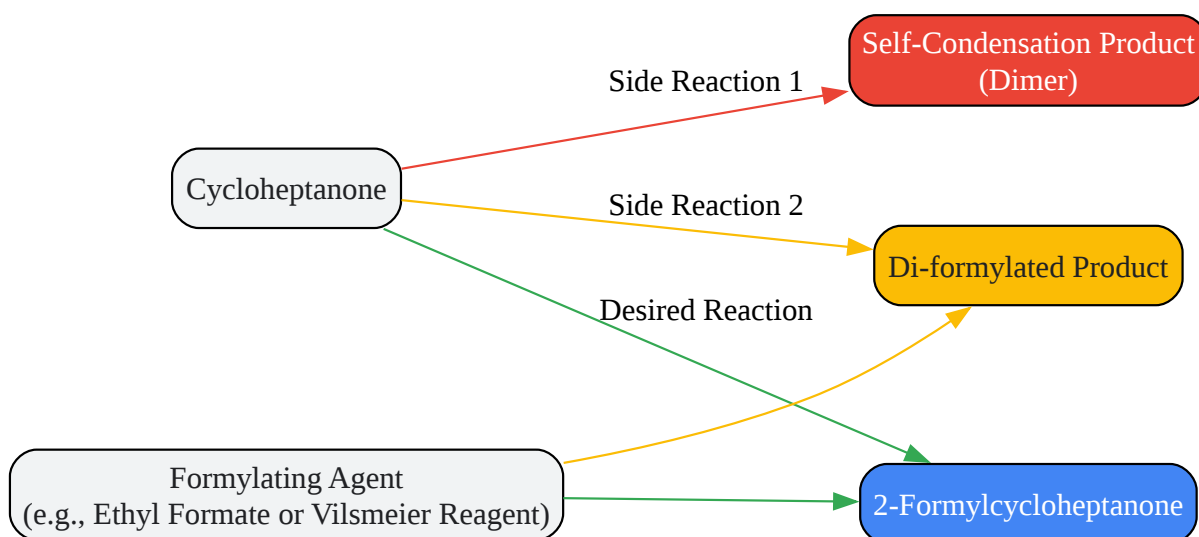 Self-Condensation Product
(Dimer)
Side Reaction 1
Cycloheptanone
Side Reaction 2
Di-formylated Product
Desired Reaction
Formylating Agent
(e.g., Ethyl Formate or Vilsmeier Reagent)
2-Formylcycloheptanone